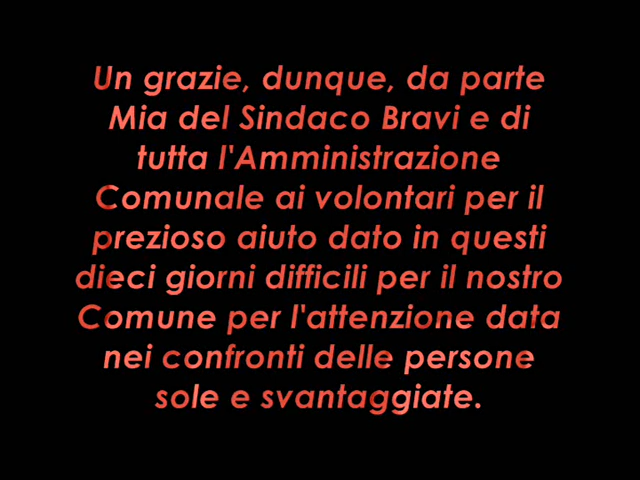 Un grazie, dunque, da parte
Mia del Sindaco Bravi e di
tutta l'Amministrazione
Comunale ai volontari per il
prezioso aiuto dato in questi
dieci giorni difficili per il nostro
Comune per l'attenzione data
nei confronti delle persone
sole e svantaggiate.